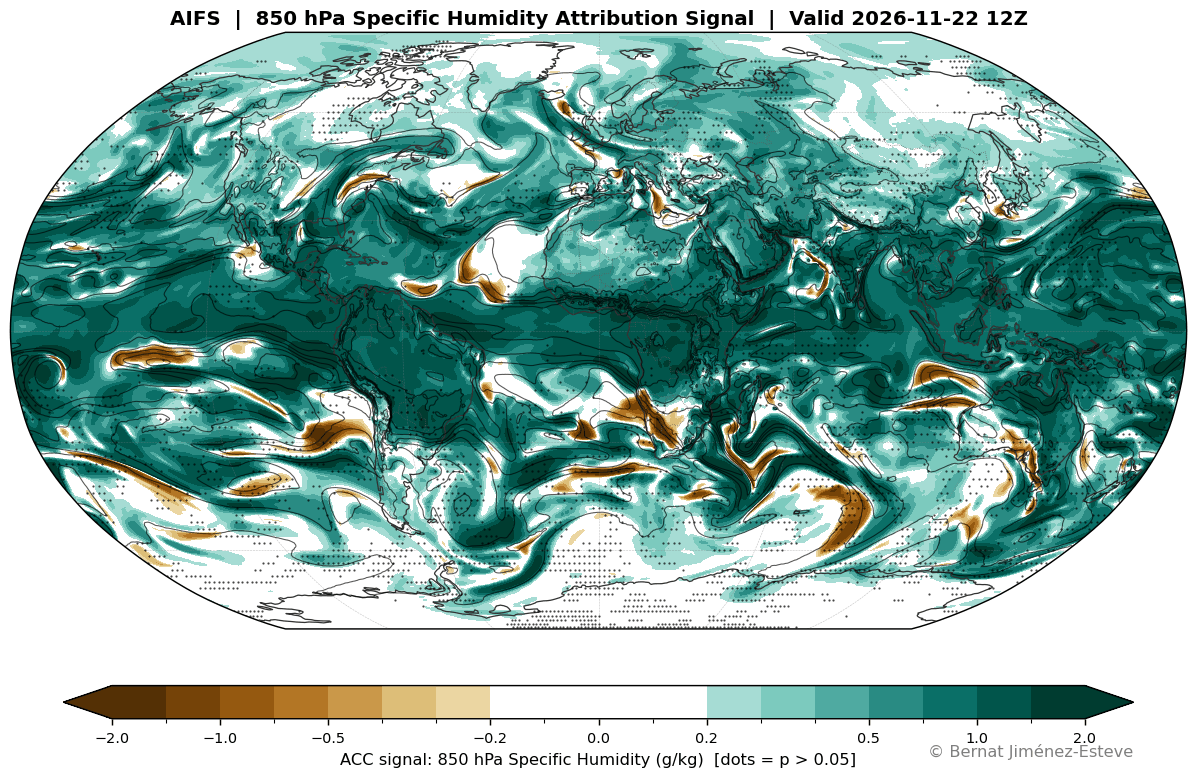 AIFS | 850 hPa Specific Humidity Attribution Signal | Valid 2026-11-22 12Z
−2.0 −1.0 −0.5 −0.2 0.0 0.2 0.5 1.0 2.0
ACC signal: 850 hPa Specific Humidity (g/kg) [dots = p > 0.05]
© Bernat Jiménez-Esteve